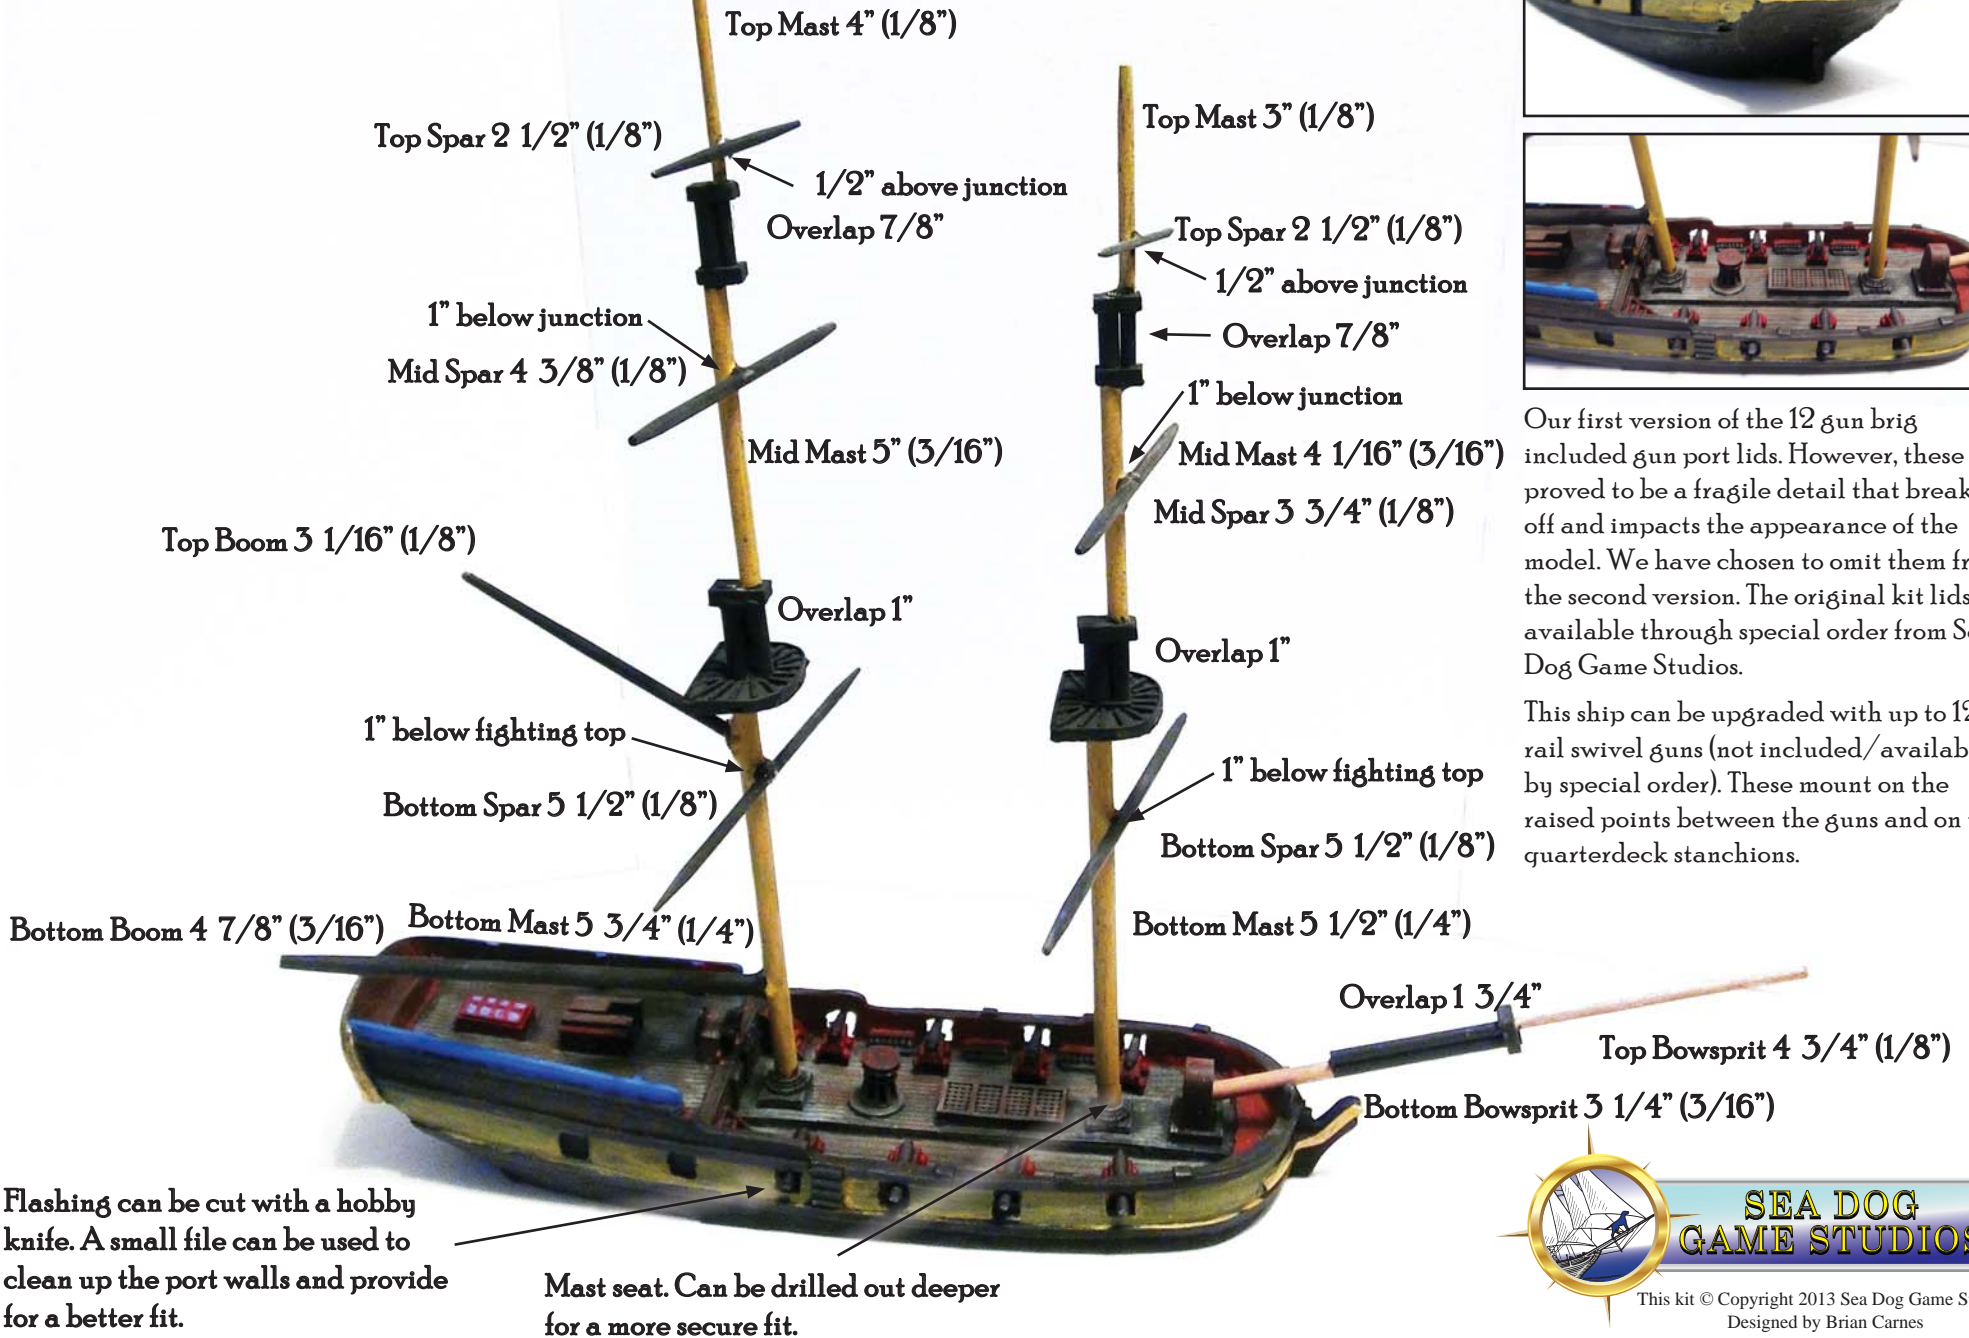 Top Mast 4" (1/8")
Top Mast 3" (1/8")
Top Spar 2 1/2" (1/8")
1/2" above junction
Overlap 7/8"
Top Spar 2 1/2" (1/8")
1/2" above junction
1" below junction
Overlap 7/8"
Mid Spar 4 3/8" (1/8")
1" below junction
Mid Mast 5" (3/16")
Mid Mast 4 1/16" (3/16")
Mid Spar 3 3/4" (1/8")
Top Boom 3 1/16" (1/8")
Overlap 1"
Overlap 1"
1" below fighting top
1" below fighting top
Bottom Spar 5 1/2" (1/8")
Bottom Spar 5 1/2" (1/8")
Bottom Boom 4 7/8" (3/16")
Bottom Mast 5 3/4" (1/4")
Bottom Mast 5 1/2" (1/4")
Overlap 1 3/4"
Top Bowsprit 4 3/4" (1/8")
Bottom Bowsprit 3 1/4" (3/16")
Flashing can be cut with a hobby
knife. A small file can be used to
clean up the port walls and provide
for a better fit.
Mast seat. Can be drilled out deeper
for a more secure fit.
Our first version of the 12 gun brig
included gun port lids. However, these
proved to be a fragile detail that break
off and impacts the appearance of the
model. We have chosen to omit them
the second version. The original kit lids
available through special order from
Dog Game Studios.
This ship can be upgraded with up to 12
rail swivel guns (not included/
by special order). These mount on the
raised points between the guns and on
quarterdeck stanchions.
SEA DOG
GAME STUDIOS
This kit © Copyright 2013 Sea Dog Game
Designed by Brian Carnes